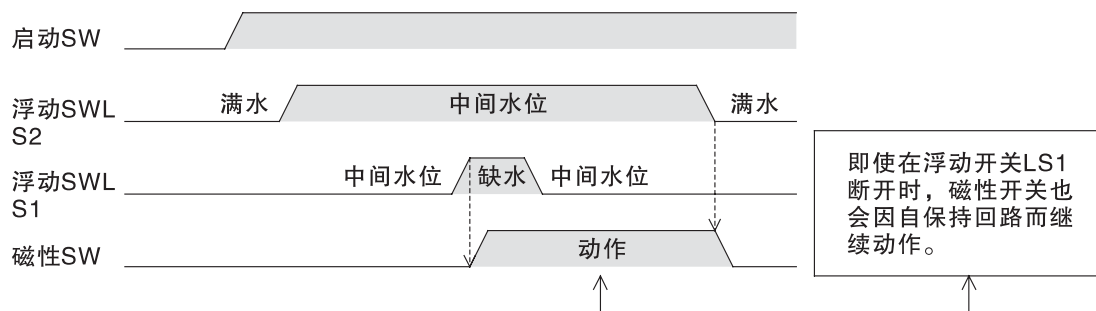 启动SW
满水 中间水位 满水
浮动SWL
S2
中间水位 缺水 中间水位
浮动SWL
S1
磁性SW 动作
即使在浮动开关LS1
断开时，磁性开关也
会因自保持回路而继
续动作。